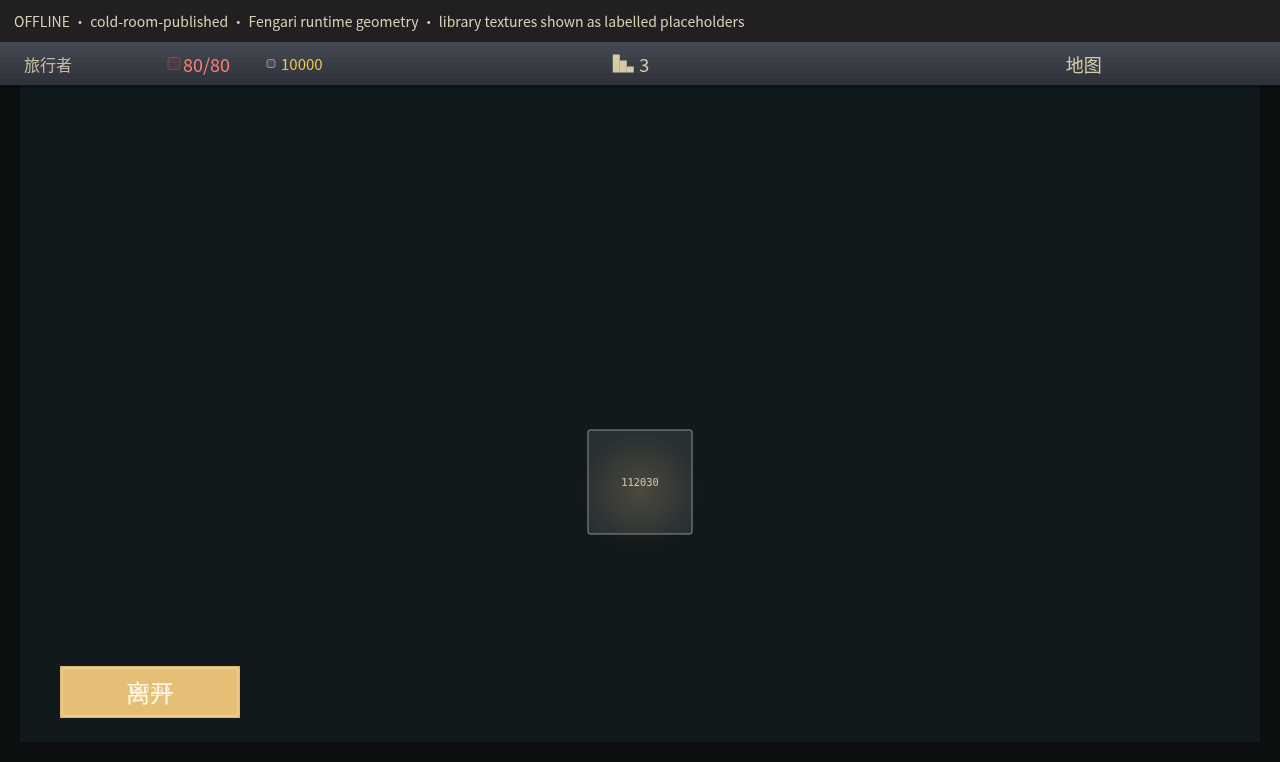 OFFLINE • cold-room-published • Fengari runtime geometry • library textures shown as labelled placeholders
旅行者 80/80 10000 3 地图
112030
离开